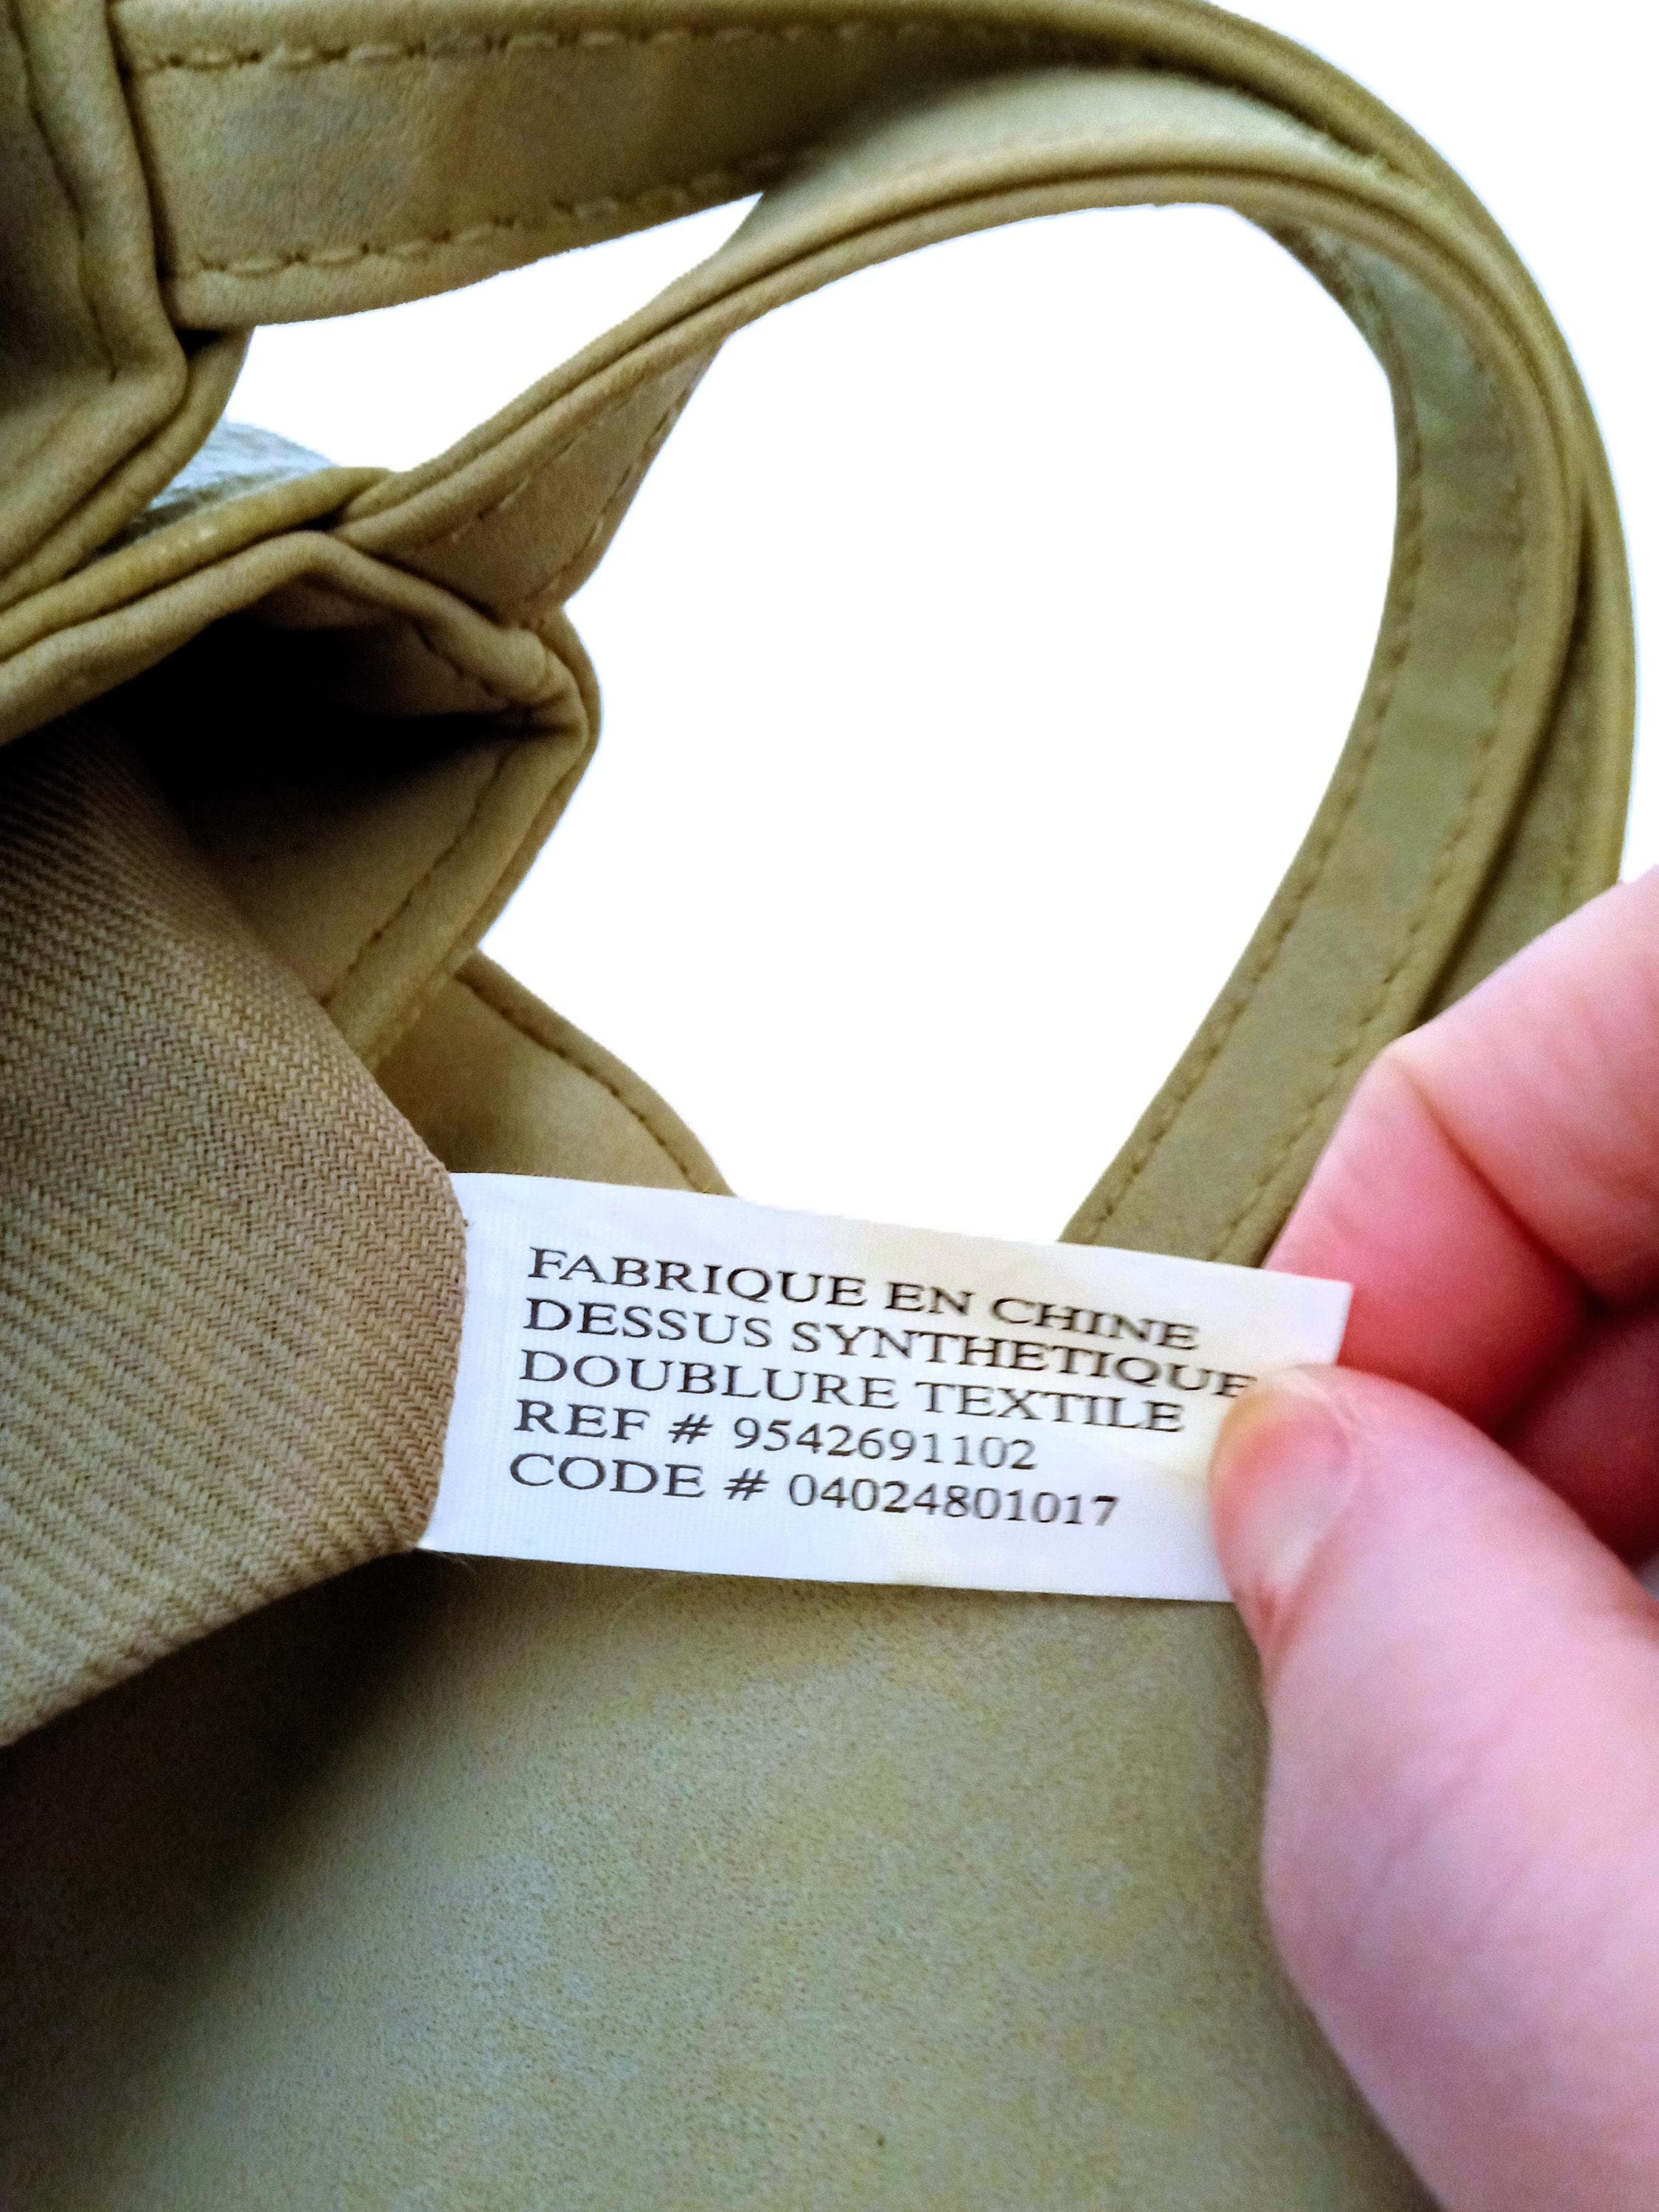 FABRIQUE EN CHINE
DESSUS SYNTHETIQUE
DOUBLURE TEXTILE
REF # 9542691102
CODE # 04024801017